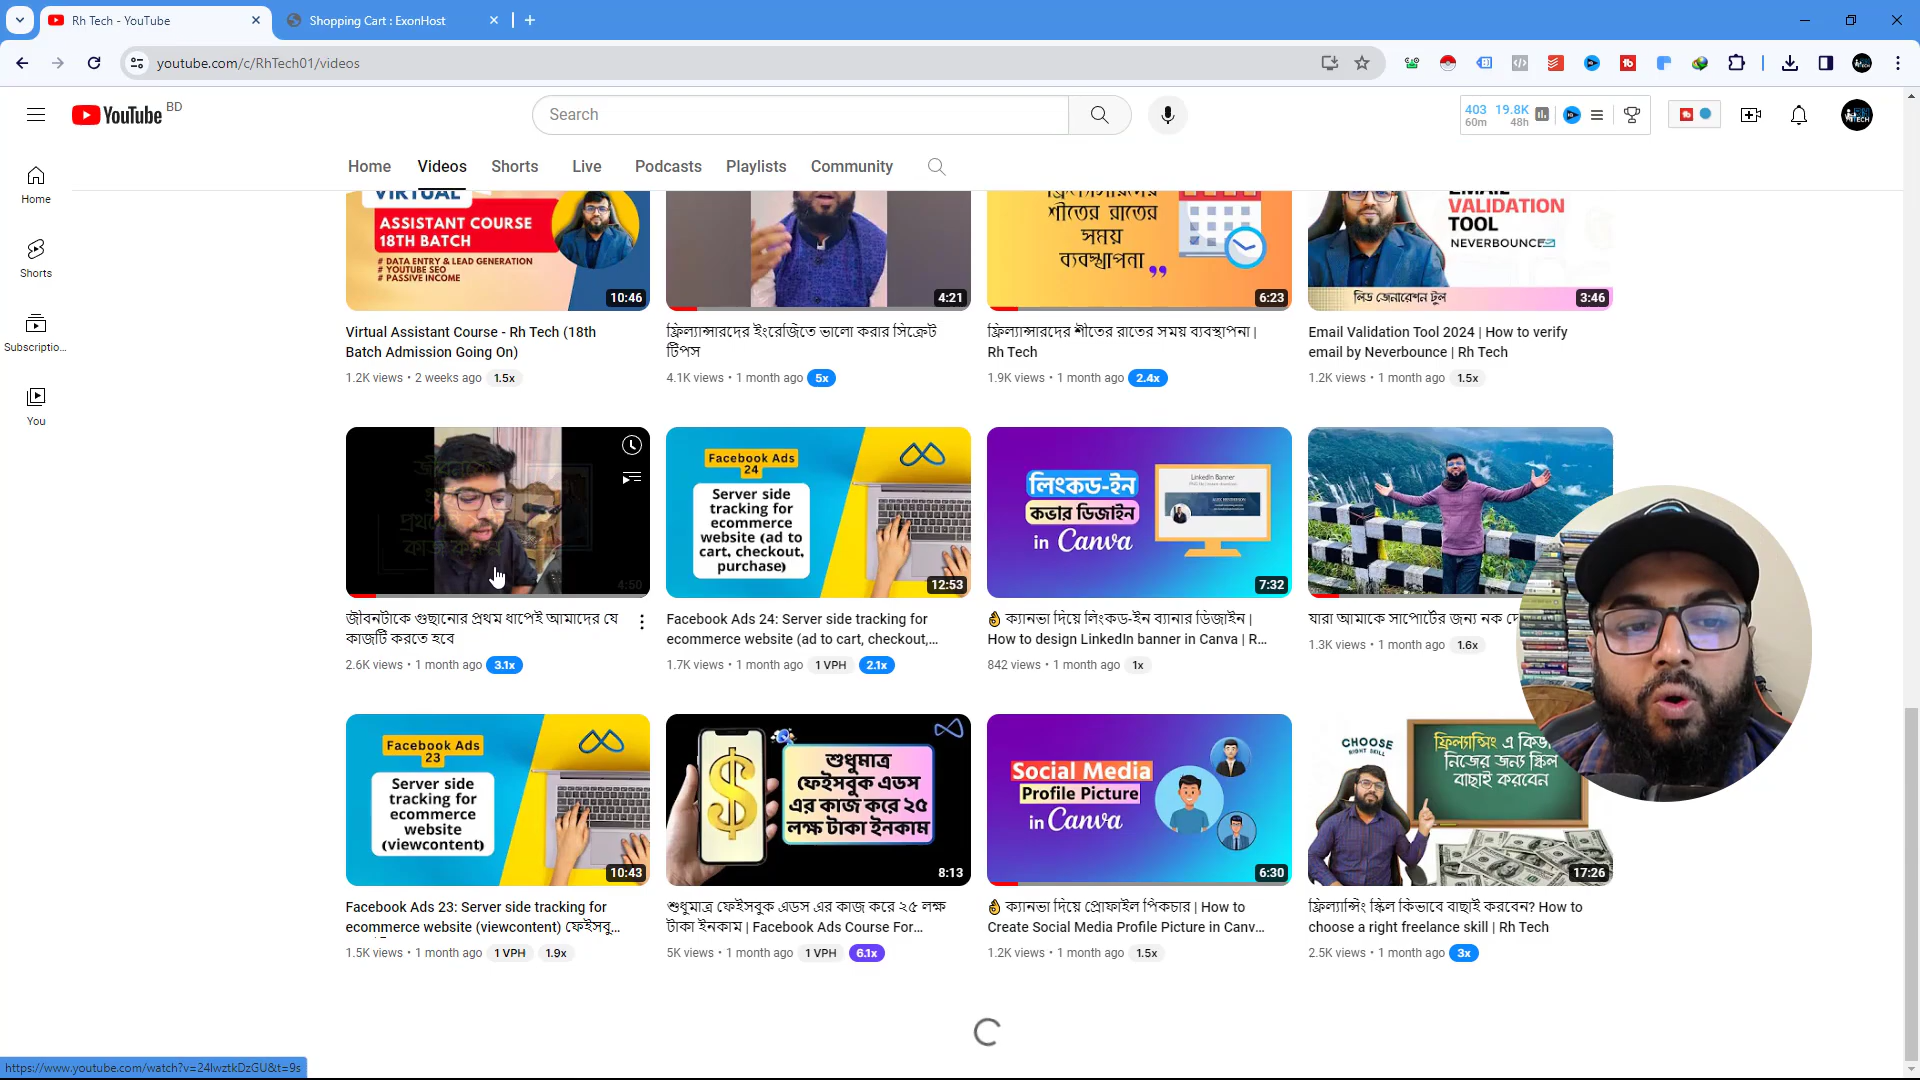 Rh Tech - YouTube
Shopping Cart : ExonHost
youtube.com/c/RhTech01/videos
YouTube BD
Search
403 19.8K
60m 48h
Home Videos Shorts Live Podcasts Playlists Community
Home
Shorts
Subscriptio...
You
VIRTUAL
ASSISTANT COURSE
18TH BATCH
# DATA ENTRY & LEAD GENERATION
# YOUTUBE SEO
# PASSIVE INCOME
10:46
Virtual Assistant Course - Rh Tech (18th
Batch Admission Going On)
1.2K views • 2 weeks ago 1.5x
4:21
ফ্রিল্যান্সারদের ইংরেজিতে ভালো করার সিক্রেট
টিপস
4.1K views • 1 month ago 5x
ফ্রিল্যান্সারদের
শীতের রাতের
সময়
ব্যবস্থাপনা
6:23
ফ্রিল্যান্সারদের শীতের রাতের সময় ব্যবস্থাপনা |
Rh Tech
1.9K views • 1 month ago 2.4x
EMAIL
VALIDATION
TOOL
NEVERBOUNCE
লিড জেনারেশন টুল
3:46
Email Validation Tool 2024 | How to verify
email by Neverbounce | Rh Tech
1.2K views • 1 month ago 1.5x
4:50
জীবনটাকে গুছানোর প্রথম ধাপেই আমাদের যে
কাজটি করতে হবে
2.6K views • 1 month ago 3.1x
Facebook Ads
24
Server side
tracking for
ecommerce
website (ad to
cart, checkout,
purchase)
12:53
Facebook Ads 24: Server side tracking for
ecommerce website (ad to cart, checkout,...
1.7K views • 1 month ago 1 VPH 2.1x
লিংকড-ইন
কভার ডিজাইন
in Canva
LinkedIn Banner
7:32
👌 ক্যানভা দিয়ে লিংকড-ইন ব্যানার ডিজাইন |
How to design LinkedIn banner in Canva | R...
842 views • 1 month ago 1x
যারা আমাকে সাপোর্টের জন্য নক দে
1.3K views • 1 month ago 1.6x
Facebook Ads
23
Server side
tracking for
ecommerce
website
(viewcontent)
10:43
Facebook Ads 23: Server side tracking for
ecommerce website (viewcontent) ফেইসবু...
1.5K views • 1 month ago 1 VPH 1.9x
শুধুমাত্র
ফেইসবুক এডস
এর কাজ করে ২৫
লক্ষ টাকা ইনকাম
8:13
শুধুমাত্র ফেইসবুক এডস এর কাজ করে ২৫ লক্ষ
টাকা ইনকাম | Facebook Ads Course For...
5K views • 1 month ago 1 VPH 6.1x
Social Media
Profile Picture
in Canva
6:30
👌 ক্যানভা দিয়ে প্রোফাইল পিকচার | How to
Create Social Media Profile Picture in Canv...
1.2K views • 1 month ago 1.5x
CHOOSE
RIGHT SKILL
ফ্রিল্যান্সিং এ কিভা
নিজের জন্য স্কিল
বাছাই করবেন
17:26
ফ্রিল্যান্সিং স্কিল কিভাবে বাছাই করবেন? How to
choose a right freelance skill | Rh Tech
2.5K views • 1 month ago 3x
https://www.youtube.com/watch?v=24lwztkDzGU&t=9s